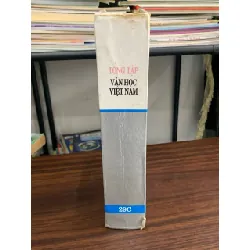 TỔNG TẬP
VĂN HỌC
VIỆT NAM
29C